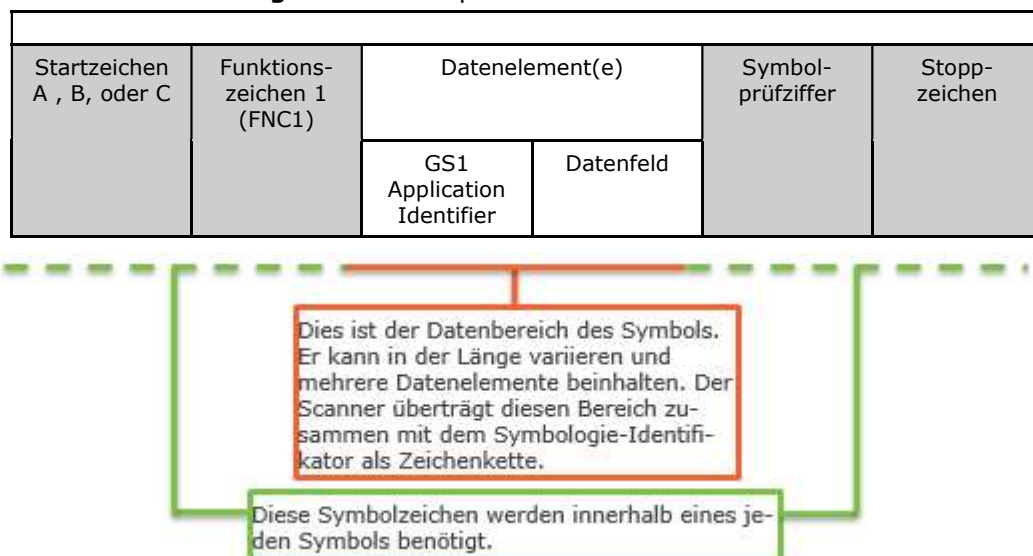 Startzeichen
A , B, oder C
Funktions-
zeichen 1
(FNC1)
Datenelement(e)
Symbol-
prüfziffer
Stopp-
zeichen
GS1
Application
Identifier
Datenfeld
Dies ist der Datenbereich des Symbols.
Er kann in der Länge variieren und
mehrere Datenelemente beinhalten. Der
Scanner überträgt diesen Bereich zu-
sammen mit dem Symbologie-Identifi-
kator als Zeichenkette.
Diese Symbolzeichen werden innerhalb eines je-
den Symbols benötigt.